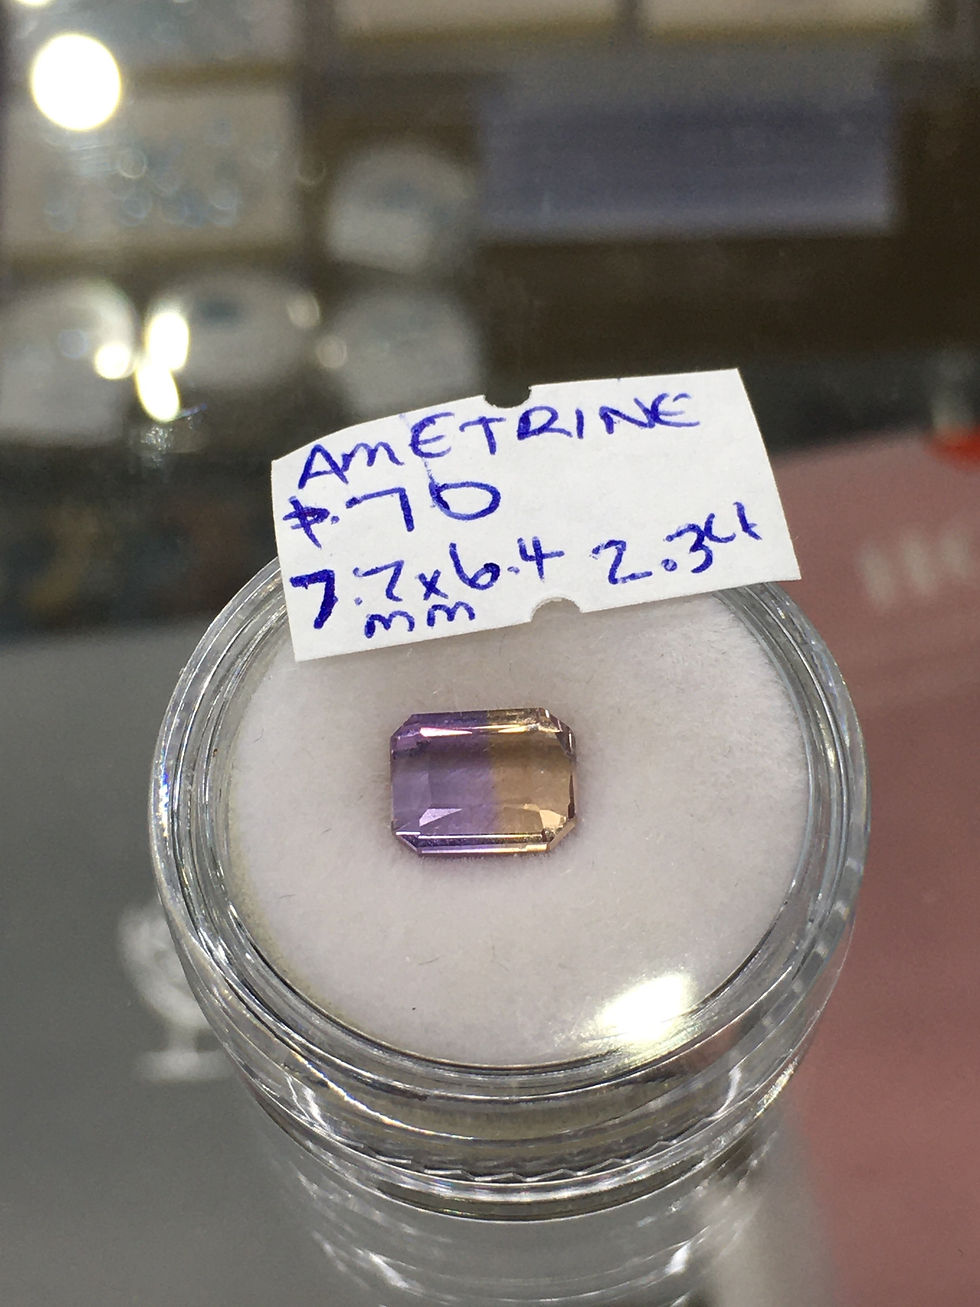 AMETRINE
$.70
7.7x6.4 2.3ct
mm